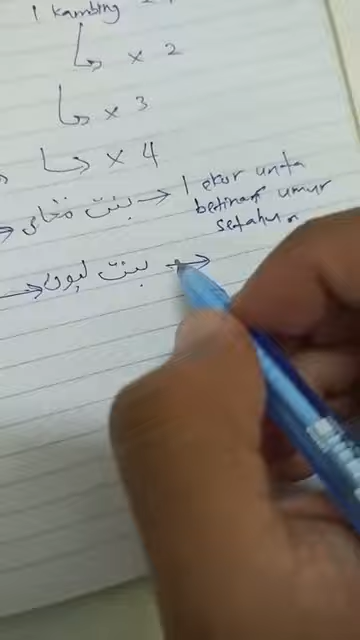 1 kambing
x 2
x 3
x 4
→ بنت مخاض → 1 ekor unta
betina umur
setahun
→ بنت لبون →